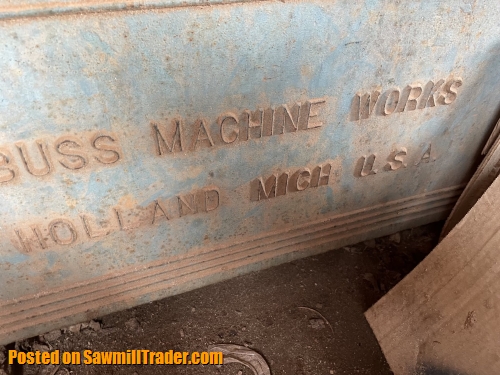 BUSS MACHINE WORKS
HOLLAND MICH U.S.A.
Posted on SawmillTrader.com